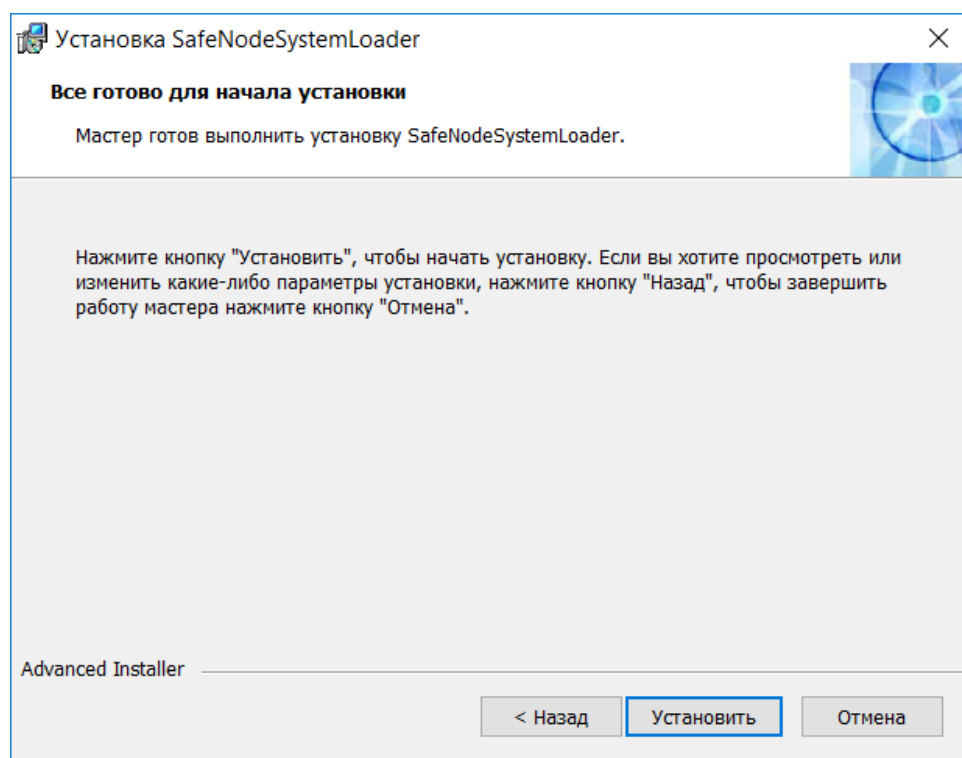 Установка SafeNodeSystemLoader
Все готово для начала установки
Мастер готов выполнить установку SafeNodeSystemLoader.
Нажмите кнопку "Установить", чтобы начать установку. Если вы хотите просмотреть или
изменить какие-либо параметры установки, нажмите кнопку "Назад", чтобы завершить
работу мастера нажмите кнопку "Отмена".
Advanced Installer
< Назад
Установить
Отмена